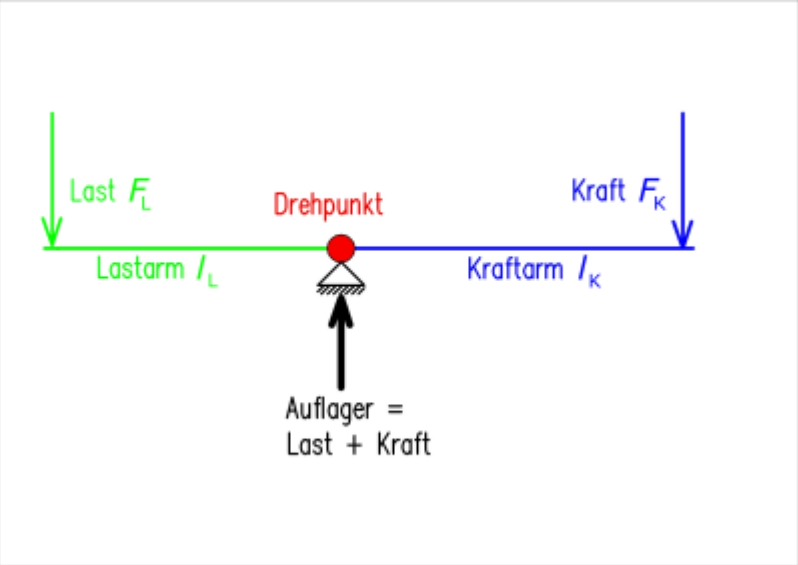 Last F_L
Kraft F_K
Drehpunkt
Lastarm l_L
Kraftarm l_K
Auflager =
Last + Kraft